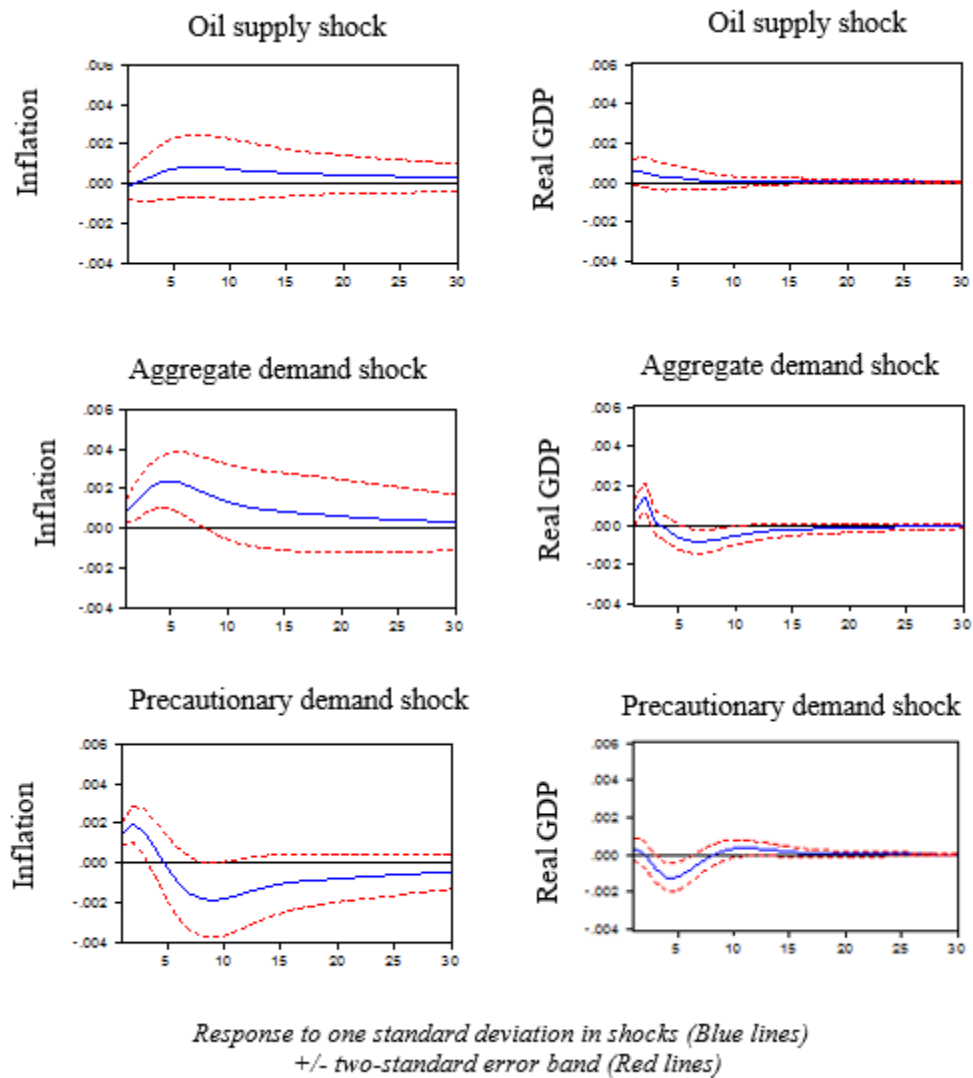 Oil supply shock
Inflation
.006
.004
.002
.000
-.002
-.004
5 10 15 20 25 30
Oil supply shock
Real GDP
.006
.004
.002
.000
-.002
-.004
5 10 15 20 25 30
Aggregate demand shock
Inflation
.006
.004
.002
.000
-.002
-.004
5 10 15 20 25 30
Aggregate demand shock
Real GDP
.006
.004
.002
.000
-.002
-.004
5 10 15 20 25 30
Precautionary demand shock
Inflation
.006
.004
.002
.000
-.002
-.004
5 10 15 20 25 30
Precautionary demand shock
Real GDP
.006
.004
.002
.000
-.002
-.004
5 10 15 20 25 30
Response to one standard deviation in shocks (Blue lines)
+/- two-standard error band (Red lines)